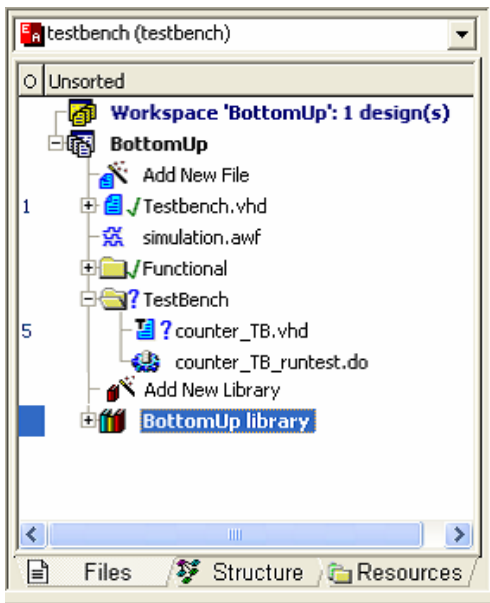 testbench (testbench)
O Unsorted
Workspace 'BottomUp': 1 design(s)
BottomUp
Add New File
1 Testbench.vhd
simulation.awf
Functional
? TestBench
5 ? counter_TB.vhd
counter_TB_runtest.do
Add New Library
BottomUp library
Files Structure Resources